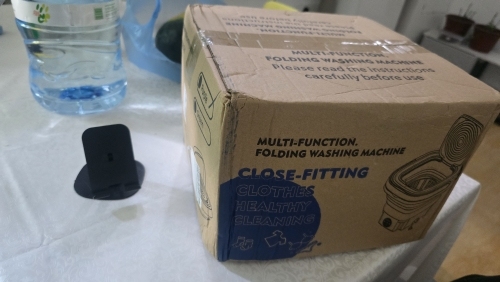 MULTI-FUNCTION
FOLDING WASHING MACHINE
Please read the instructions
carefully before use
MULTI-FUNCTION.
FOLDING WASHING MACHINE
CLOSE-FITTING
CLOTHES
HEALTHY
CLEANING